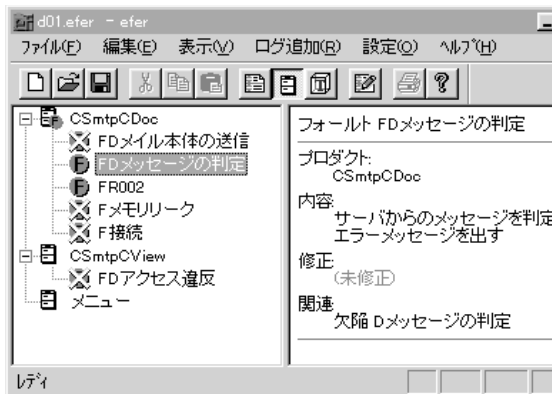 d01.efer - efer
ファイル(F) 編集(E) 表示(V) ログ追加(R) 設定(O) ヘルプ(H)
CSmtpCDoc
FDメイル本体の送信
FDメッセージの判定
FR002
Fメモリリーク
F接続
CSmtpCView
FDアクセス違反
メニュー
フォールト FDメッセージの判定
プロダクト:
CSmtpCDoc
内容:
サーバからのメッセージを判定
エラーメッセージを出す
修正:
(未修正)
関連:
欠陥 Dメッセージの判定
レディ